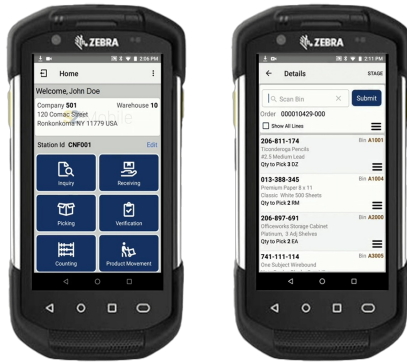 ZEBRA
2:06 PM
Home
Welcome, John Doe
Company 501
Warehouse 10
120 Comac Street
Ronkonkoma NY 11779 USA
Station Id CNF001
Edit
Inquiry
Receiving
Picking
Verification
Counting
Product Movement
ZEBRA
2:11 PM
Details
STAGE
Scan Bin
Submit
Order 000010429-000
Show All Lines
206-811-174
Bin A1001
Ticonderoga Pencils
#2.5 Medium Lead
Qty to Pick 3 DZ
013-388-345
Bin A1004
Premium Paper 8 x 11
Classic White 500 Sheets
Qty to Pick 2 RM
206-897-691
Bin A2000
Officeworks Storage Cabinet
Platinum, 3 Adj Shelves
Qty to Pick 2 EA
741-111-114
Bin A3005
One Subject Wirebound